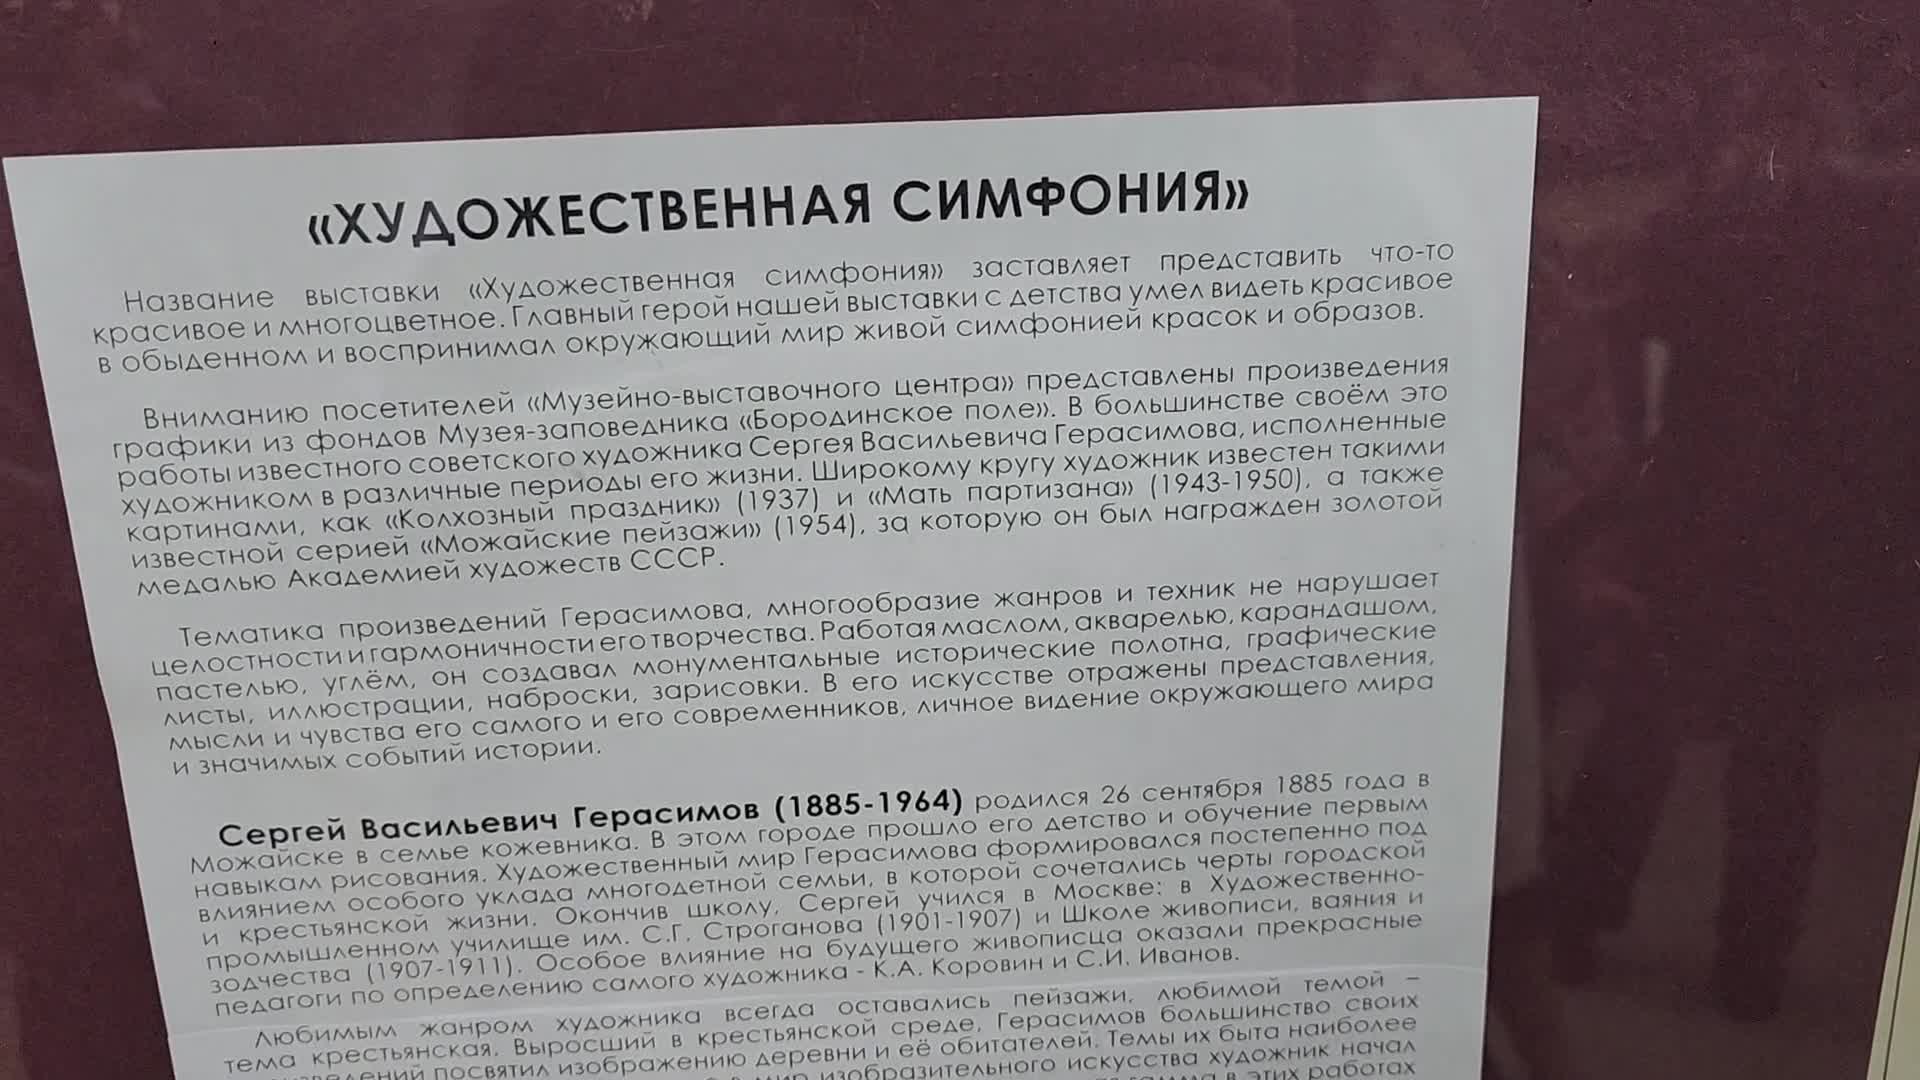 «ХУДОЖЕСТВЕННАЯ СИМФОНИЯ»
Название выставки «Художественная симфония» заставляет представить что-то
красивое и многоцветное. Главный герой нашей выставки с детства умел видеть красивое
в обыденном и воспринимал окружающий мир живой симфонией красок и образов.
Вниманию посетителей «Музейно-выставочного центра» представлены произведения
графики из фондов Музея-заповедника «Бородинское поле». В большинстве своём это
работы известного советского художника Сергея Васильевича Герасимова, исполненные
художником в различные периоды его жизни. Широкому кругу художник известен такими
картинами, как «Колхозный праздник» (1937) и «Мать партизана» (1943-1950), а также
известной серией «Можайские пейзажи» (1954), за которую он был награжден золотой
медалью Академией художеств СССР.
Тематика произведений Герасимова, многообразие жанров и техник не нарушает
целостности и гармоничности его творчества. Работая маслом, акварелью, карандашом,
пастелью, углём, он создавал монументальные исторические полотна, графические
листы, иллюстрации, наброски, зарисовки. В его искусстве отражены представления,
мысли и чувства его самого и его современников, личное видение окружающего мира
и значимых событий истории.
Сергей Васильевич Герасимов (1885-1964) родился 26 сентября 1885 года в
Можайске в семье кожевника. В этом городе прошло его детство и обучение первым
навыкам рисования. Художественный мир Герасимова формировался постепенно под
влиянием особого уклада многодетной семьи, в которой сочетались черты городской
и крестьянской жизни. Окончив школу, Сергей учился в Москве: в Художественно-
промышленном училище им. С.Г. Строганова (1901-1907) и Школе живописи, ваяния и
зодчества (1907-1911). Особое влияние на будущего живописца оказали прекрасные
педагоги по определению самого художника - К.А. Коровин и С.И. Иванов.
Любимым жанром художника всегда оставались пейзажи, любимой темой –
тема крестьянская. Выросший в крестьянской среде, Герасимов большинство своих
посвятил изображению деревни и её обитателей. Темы их быта наиболее
изобразительного искусства художник начал
в этих работах